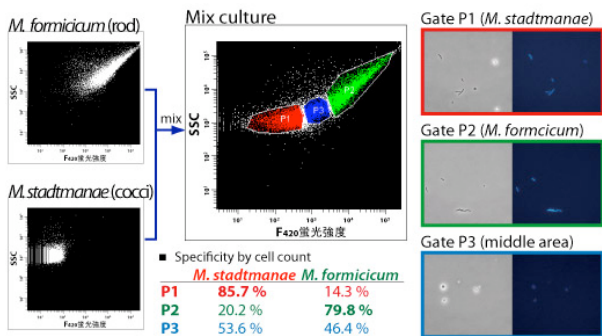 M. formicicum (rod)
SSC
F420蛍光強度
M.stadtmanae (cocci)
SSC
F420蛍光強度
mix
Mix culture
SSC
P1
P3
P2
F420蛍光強度
■ Specificity by cell count
M. stadtmanae M. formicicum
P1 85.7 % 14.3 %
P2 20.2 % 79.8 %
P3 53.6 % 46.4 %
Gate P1 (M. stadtmanae)
Gate P2 (M. formcicum)
Gate P3 (middle area)